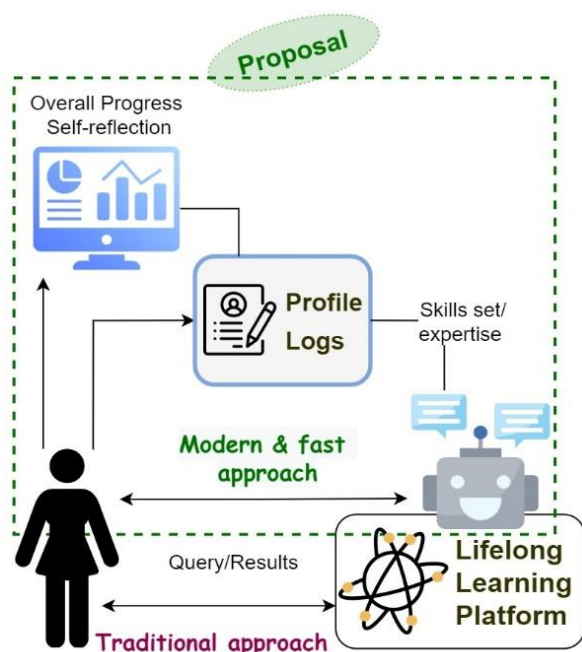 Proposal
Overall Progress
Self-reflection
Profile
Logs
Skills set/
expertise
Modern & fast
approach
Query/Results
Lifelong
Learning
Platform
Traditional approach